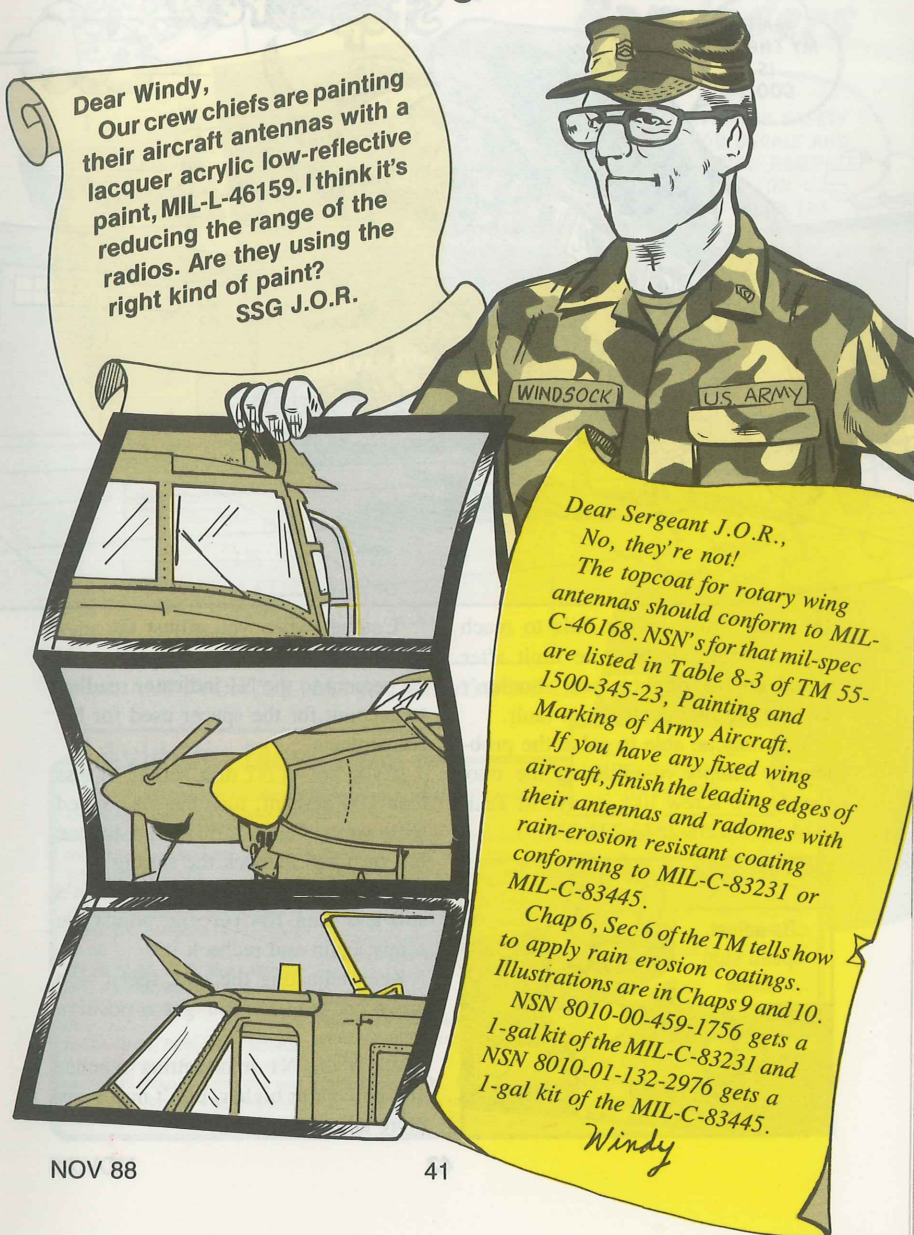 Dear Windy,
Our crew chiefs are painting
their aircraft antennas with a
lacquer acrylic low-reflective
paint, MIL-L-46159. I think it's
reducing the range of the
radios. Are they using the
right kind of paint?
SSG J.O.R.
WINDSOCK
U.S. ARMY
Dear Sergeant J.O.R.,
No, they're not!
The topcoat for rotary wing
antennas should conform to MIL-
C-46168. NSN's for that mil-spec
are listed in Table 8-3 of TM 55-
1500-345-23, Painting and
Marking of Army Aircraft.
If you have any fixed wing
aircraft, finish the leading edges of
their antennas and radomes with
rain-erosion resistant coating
conforming to MIL-C-83231 or
MIL-C-83445.
Chap 6, Sec 6 of the TM tells how
to apply rain erosion coatings.
Illustrations are in Chaps 9 and 10.
NSN 8010-00-459-1756 gets a
1-gal kit of the MIL-C-83231 and
NSN 8010-01-132-2976 gets a
1-gal kit of the MIL-C-83445.
Windy
NOV 88
41